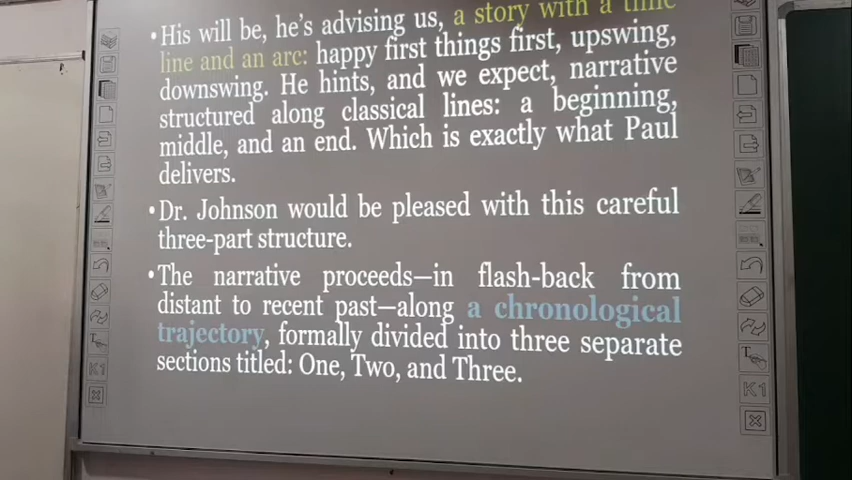 •His will be, he's advising us, a story with a time
line and an arc: happy first things first, upswing,
downswing. He hints, and we expect, narrative
structured along classical lines: a beginning,
middle, and an end. Which is exactly what Paul
delivers.
•Dr. Johnson would be pleased with this careful
three-part structure.
•The narrative proceeds—in flash-back from
distant to recent past—along a chronological
trajectory, formally divided into three separate
sections titled: One, Two, and Three.
K1
K1